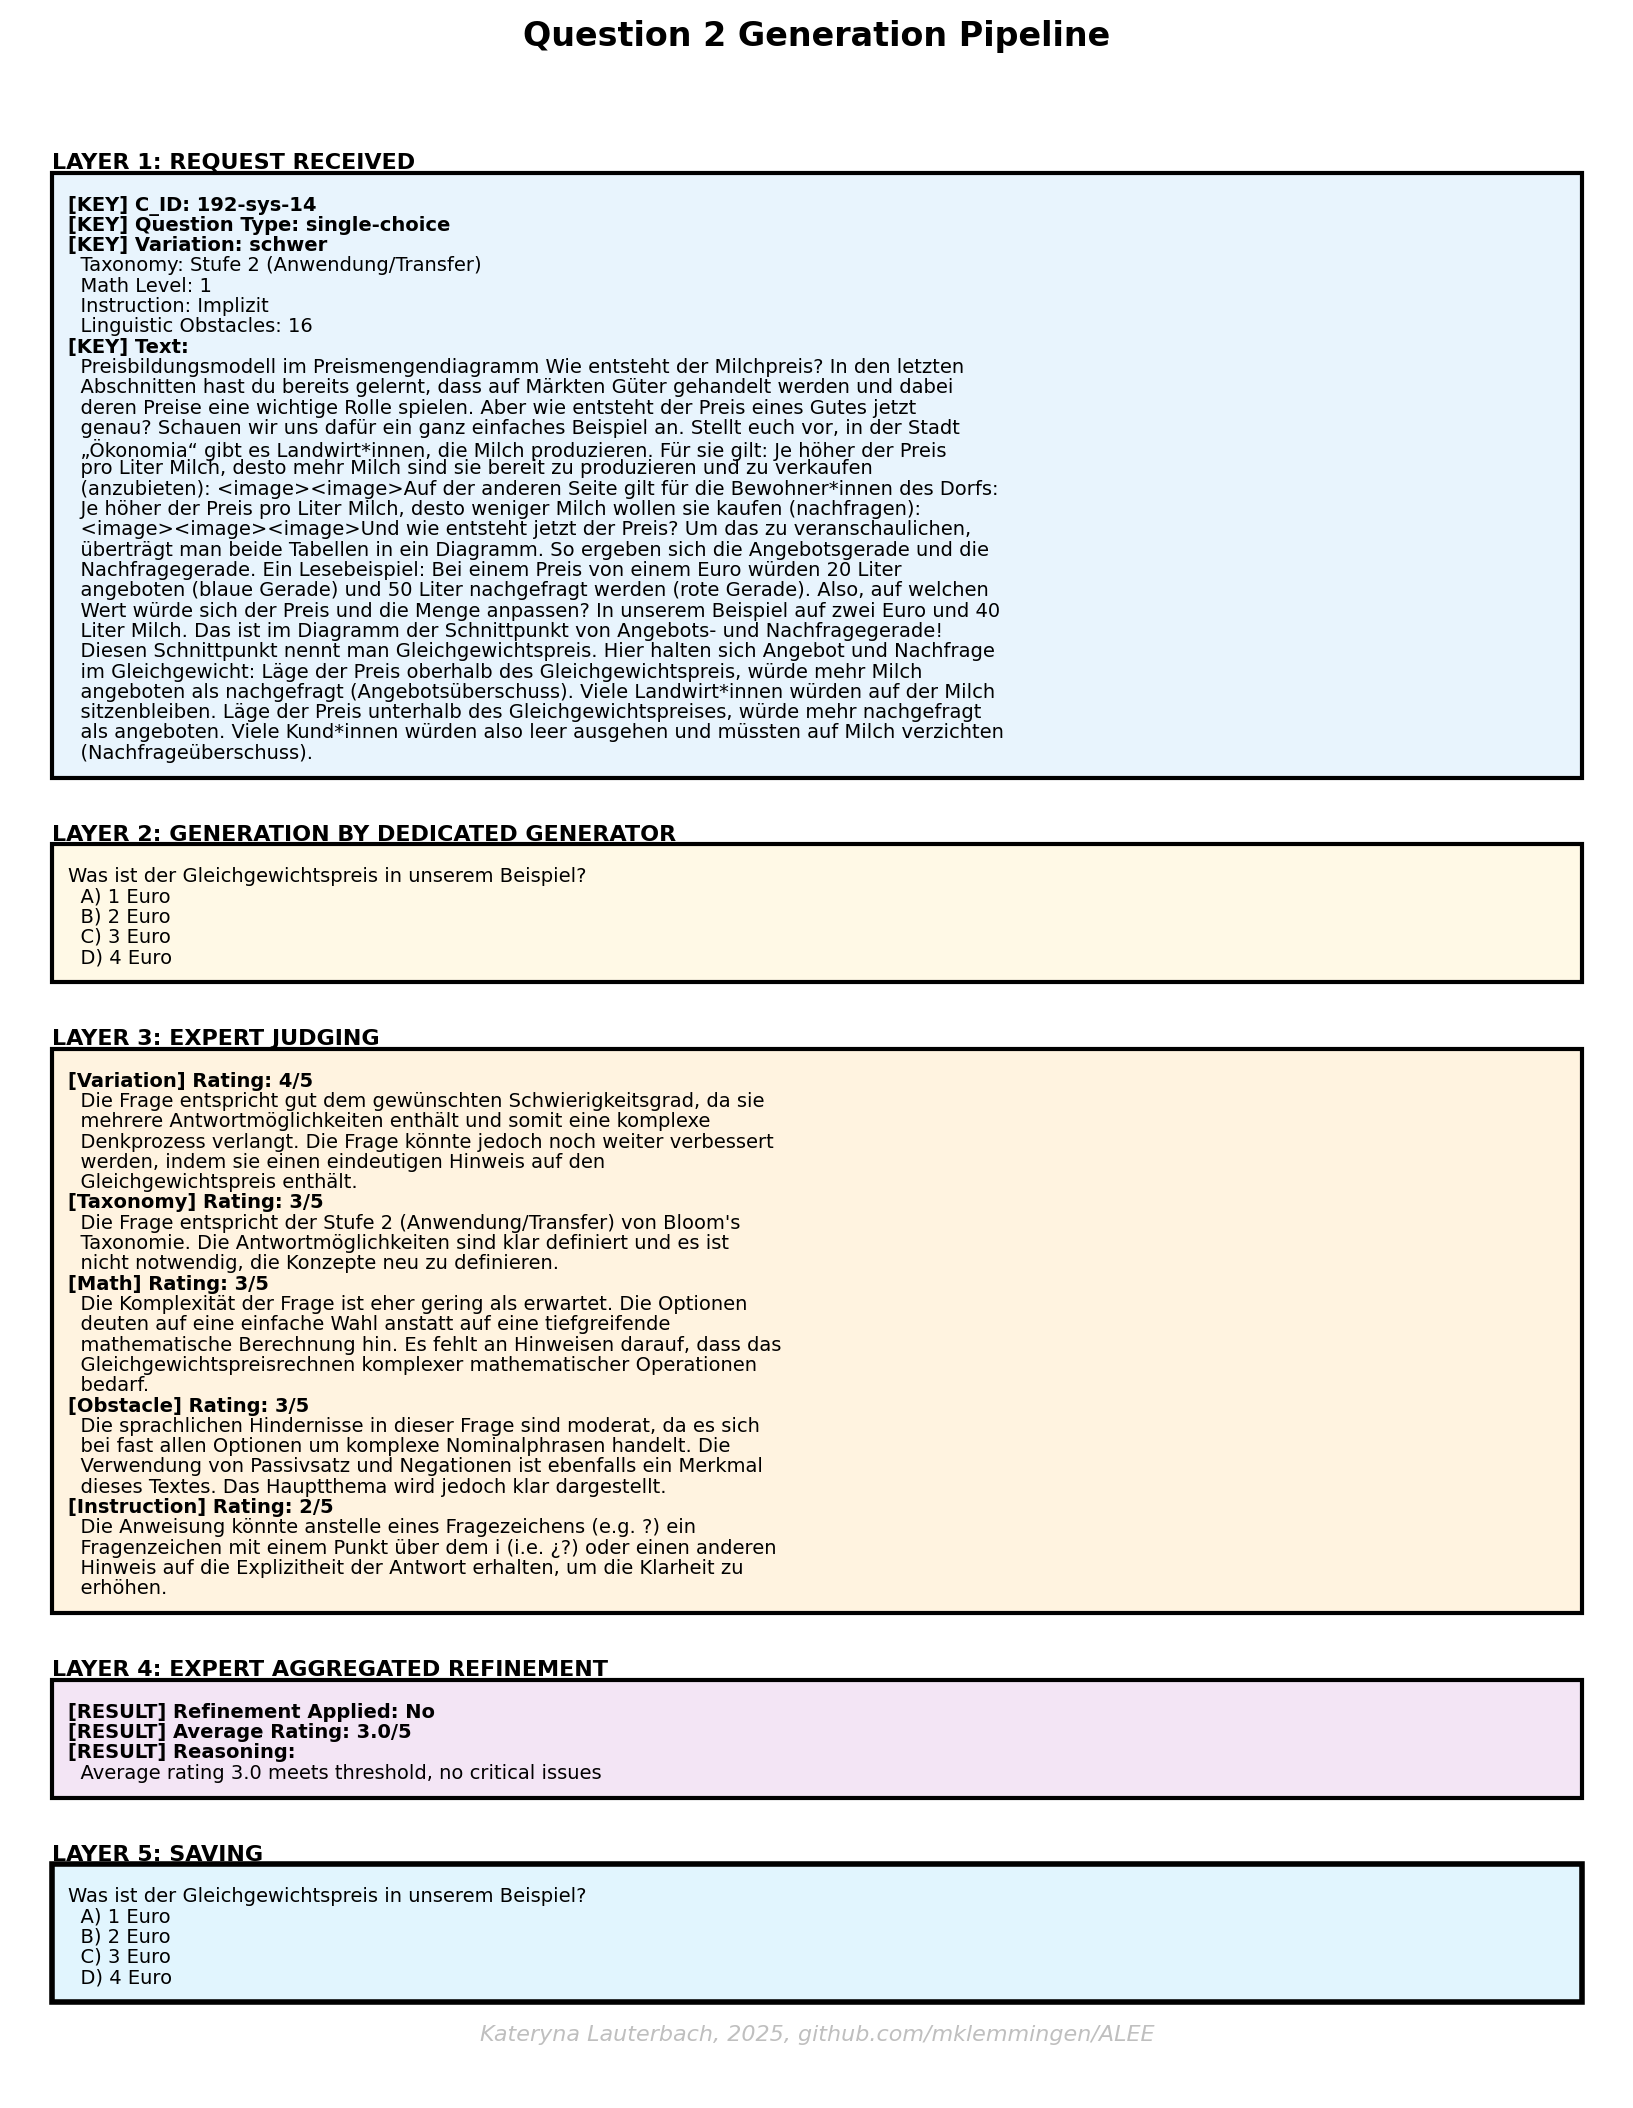 Question 2 Generation Pipeline
LAYER 1: REQUEST RECEIVED
[KEY] C_ID: 192-sys-14
[KEY] Question Type: single-choice
[KEY] Variation: schwer
Taxonomy: Stufe 2 (Anwendung/Transfer)
Math Level: 1
Instruction: Implizit
Linguistic Obstacles: 16
[KEY] Text:
Preisbildungsmodell im Preismengendiagramm Wie entsteht der Milchpreis? In den letzten
Abschnitten hast du bereits gelernt, dass auf Märkten Güter gehandelt werden und dabei
deren Preise eine wichtige Rolle spielen. Aber wie entsteht der Preis eines Gutes jetzt
genau? Schauen wir uns dafür ein ganz einfaches Beispiel an. Stellt euch vor, in der Stadt
„Ökonomia“ gibt es Landwirt*innen, die Milch produzieren. Für sie gilt: Je höher der Preis
pro Liter Milch, desto mehr Milch sind sie bereit zu produzieren und zu verkaufen
(anzubieten): <image><image>Auf der anderen Seite gilt für die Bewohner*innen des Dorfs:
Je höher der Preis pro Liter Milch, desto weniger Milch wollen sie kaufen (nachfragen):
<image><image><image>Und wie entsteht jetzt der Preis? Um das zu veranschaulichen,
überträgt man beide Tabellen in ein Diagramm. So ergeben sich die Angebotsgerade und die
Nachfragegerade. Ein Lesebeispiel: Bei einem Preis von einem Euro würden 20 Liter
angeboten (blaue Gerade) und 50 Liter nachgefragt werden (rote Gerade). Also, auf welchen
Wert würde sich der Preis und die Menge anpassen? In unserem Beispiel auf zwei Euro und 40
Liter Milch. Das ist im Diagramm der Schnittpunkt von Angebots- und Nachfragegerade!
Diesen Schnittpunkt nennt man Gleichgewichtspreis. Hier halten sich Angebot und Nachfrage
im Gleichgewicht: Läge der Preis oberhalb des Gleichgewichtspreis, würde mehr Milch
angeboten als nachgefragt (Angebotsüberschuss). Viele Landwirt*innen würden auf der Milch
sitzenbleiben. Läge der Preis unterhalb des Gleichgewichtspreises, würde mehr nachgefragt
als angeboten. Viele Kund*innen würden also leer ausgehen und müssten auf Milch verzichten
(Nachfrageüberschuss).
LAYER 2: GENERATION BY DEDICATED GENERATOR
Was ist der Gleichgewichtspreis in unserem Beispiel?
A) 1 Euro
B) 2 Euro
C) 3 Euro
D) 4 Euro
LAYER 3: EXPERT JUDGING
[Variation] Rating: 4/5
Die Frage entspricht gut dem gewünschten Schwierigkeitsgrad, da sie
mehrere Antwortmöglichkeiten enthält und somit eine komplexe
Denkprozess verlangt. Die Frage könnte jedoch noch weiter verbessert
werden, indem sie einen eindeutigen Hinweis auf den
Gleichgewichtspreis enthält.
[Taxonomy] Rating: 3/5
Die Frage entspricht der Stufe 2 (Anwendung/Transfer) von Bloom's
Taxonomie. Die Antwortmöglichkeiten sind klar definiert und es ist
nicht notwendig, die Konzepte neu zu definieren.
[Math] Rating: 3/5
Die Komplexität der Frage ist eher gering als erwartet. Die Optionen
deuten auf eine einfache Wahl anstatt auf eine tiefgreifende
mathematische Berechnung hin. Es fehlt an Hinweisen darauf, dass das
Gleichgewichtspreisrechnen komplexer mathematischer Operationen
bedarf.
[Obstacle] Rating: 3/5
Die sprachlichen Hindernisse in dieser Frage sind moderat, da es sich
bei fast allen Optionen um komplexe Nominalphrasen handelt. Die
Verwendung von Passivsatz und Negationen ist ebenfalls ein Merkmal
dieses Textes. Das Hauptthema wird jedoch klar dargestellt.
[Instruction] Rating: 2/5
Die Anweisung könnte anstelle eines Fragezeichens (e.g. ?) ein
Fragenzeichen mit einem Punkt über dem i (i.e. ¿?) oder einen anderen
Hinweis auf die Explizitheit der Antwort erhalten, um die Klarheit zu
erhöhen.
LAYER 4: EXPERT AGGREGATED REFINEMENT
[RESULT] Refinement Applied: No
[RESULT] Average Rating: 3.0/5
[RESULT] Reasoning:
Average rating 3.0 meets threshold, no critical issues
LAYER 5: SAVING
Was ist der Gleichgewichtspreis in unserem Beispiel?
A) 1 Euro
B) 2 Euro
C) 3 Euro
D) 4 Euro
Kateryna Lauterbach, 2025, github.com/mklemmingen/ALEE